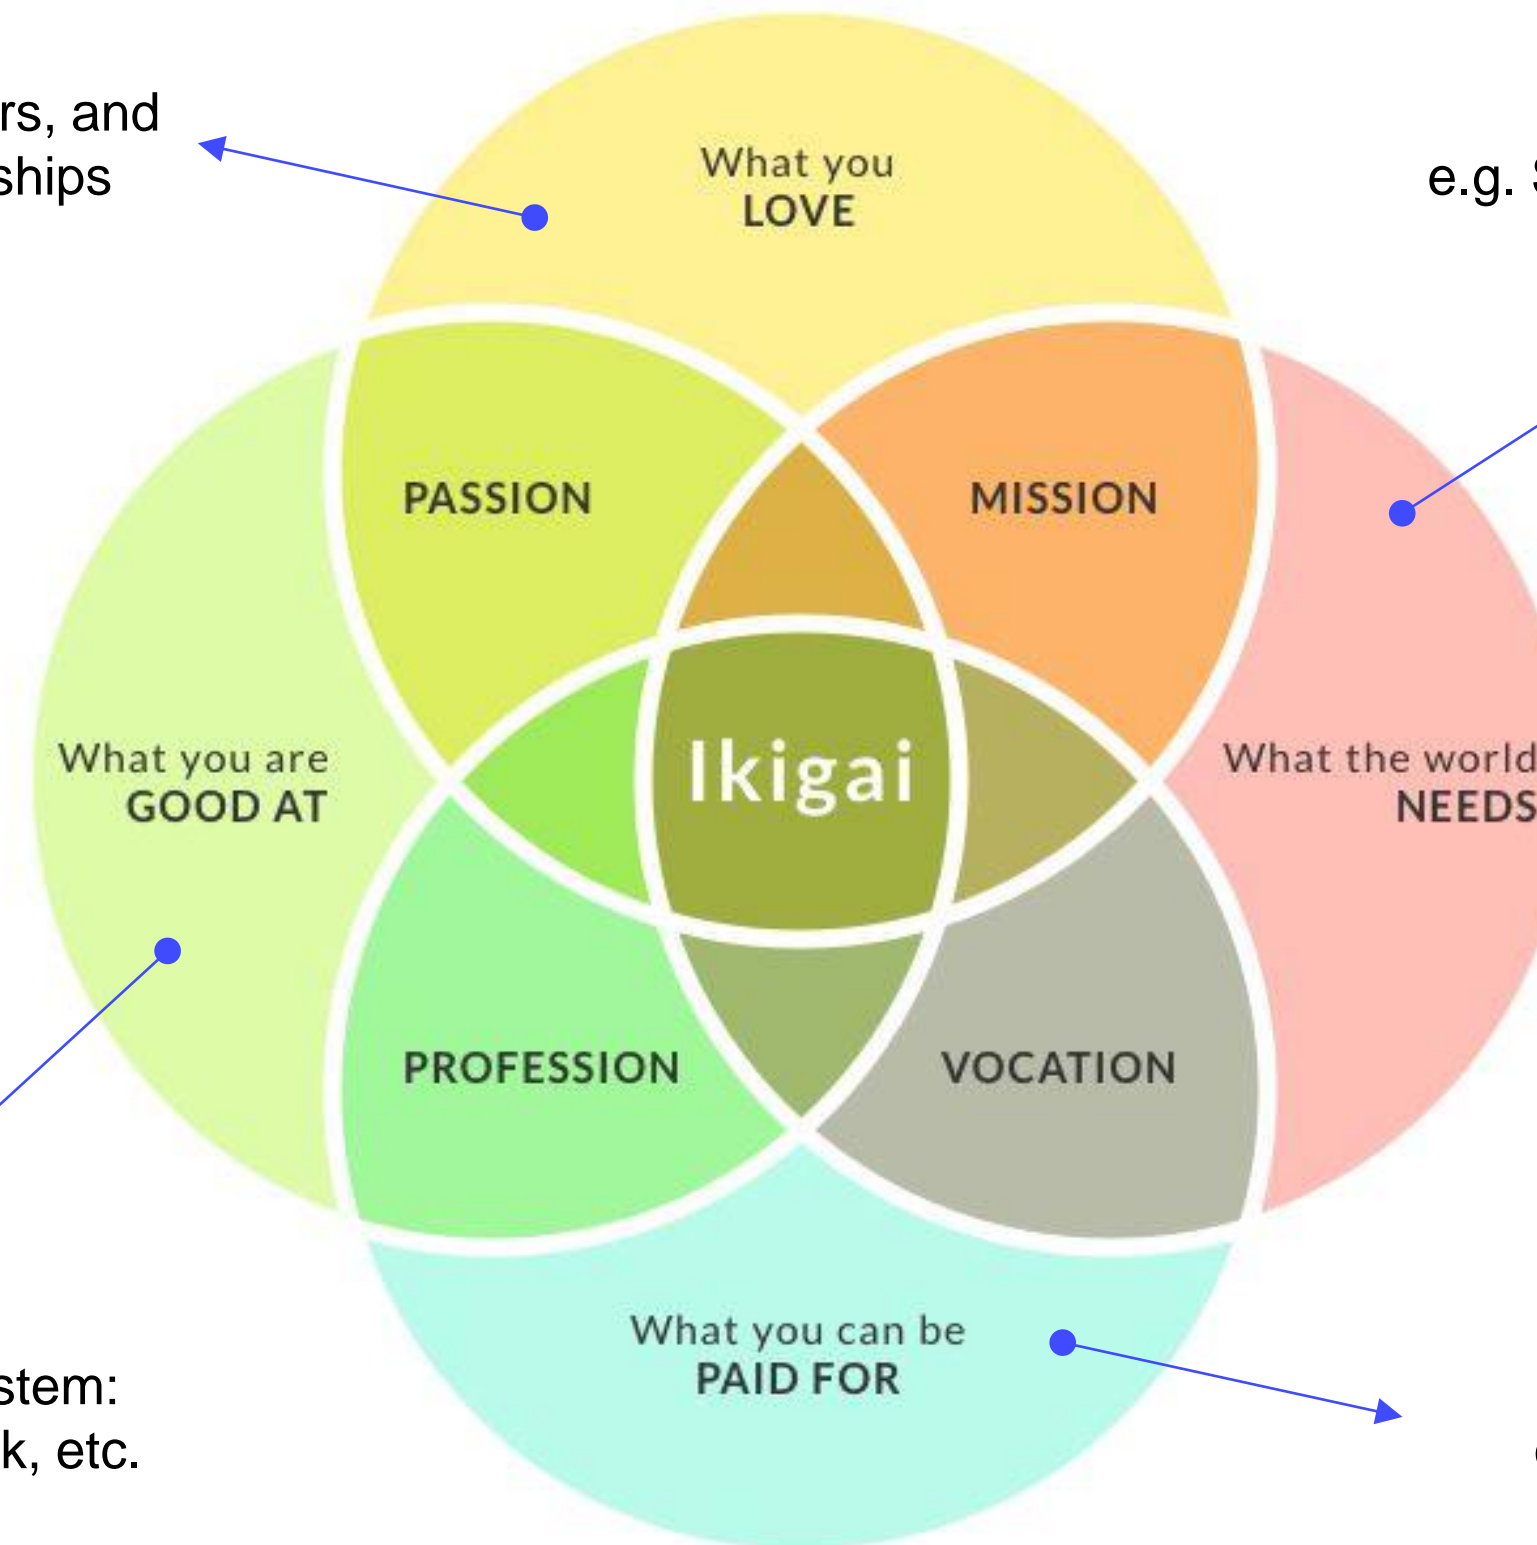 rs, and
ships
What you
LOVE
e.g.
PASSION
MISSION
Ikigai
What you are
GOOD AT
What the world
NEEDS
PROFESSION
VOCATION
What you can be
PAID FOR
stem:
k, etc.